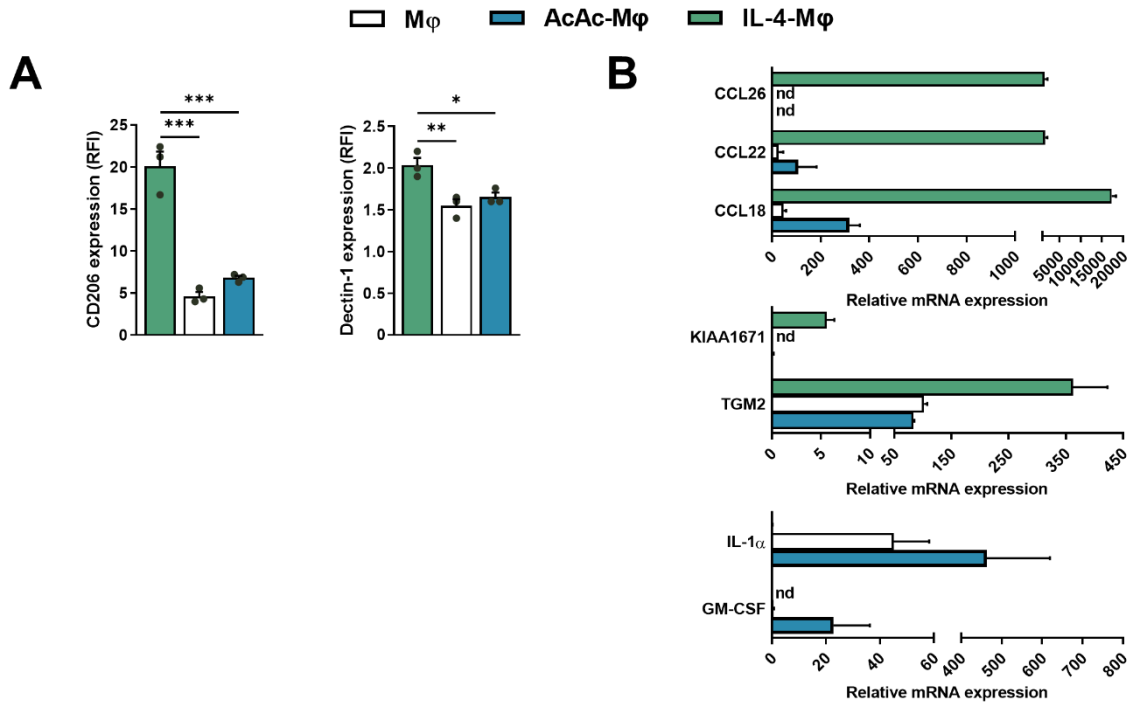 Mφ AcAc-Mφ IL-4-Mφ
A
B
***
***
CD206 expression (RFI)
25
20
15
10
5
0
*
**
Dectin-1 expression (RFI)
2.5
2.0
1.5
1.0
0.5
0.0
CCL26
nd
nd
CCL22
CCL18
0 200 400 600 800 1000 5000 10000 15000 20000
Relative mRNA expression
KIAA1671
nd
TGM2
0 5 10 50 150 250 350 450
Relative mRNA expression
IL-1α
GM-CSF
nd
0 20 40 60 400 500 600 700 800
Relative mRNA expression